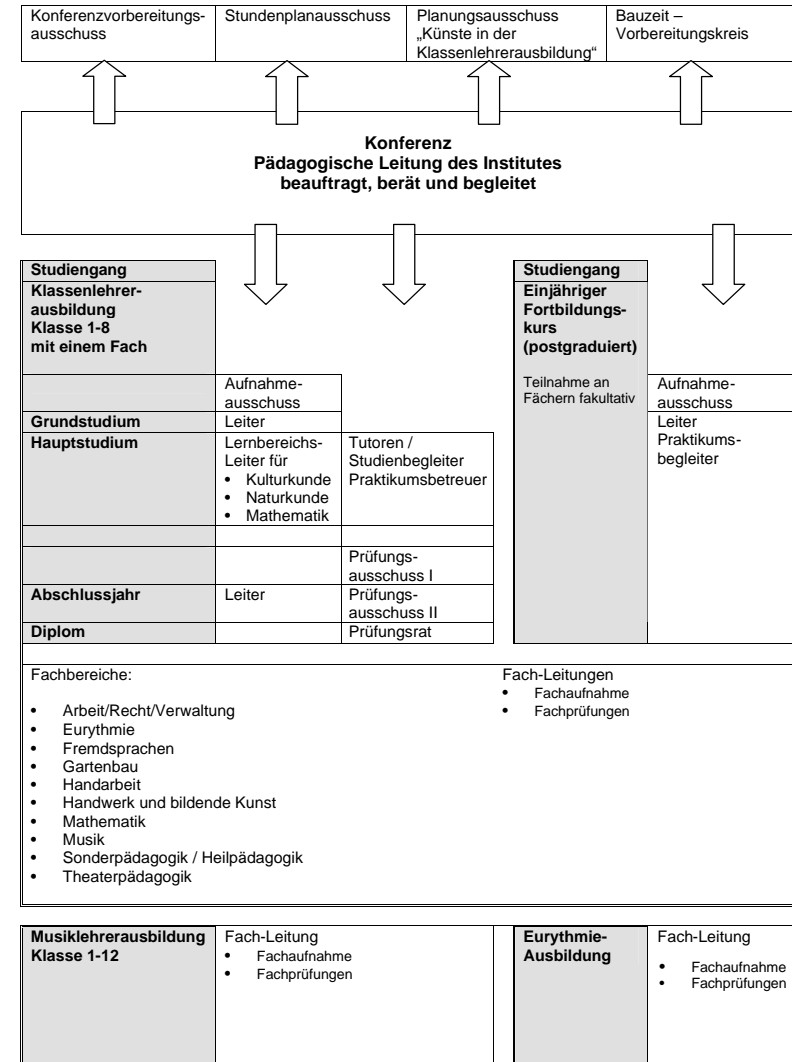 Konferenzvorbereitungs-
ausschuss
Stundenplanausschuss
Planungsausschuss
„Künste in der
Klassenlehrerausbildung“
Bauzeit –
Vorbereitungskreis
Konferenz
Pädagogische Leitung des Institutes
beauftragt, berät und begleitet
Studiengang
Klassenlehrer-
ausbildung
Klasse 1-8
mit einem Fach
Aufnahme-
ausschuss
Grundstudium
Leiter
Hauptstudium
Lernbereichs-
Leiter für
• Kulturkunde
• Naturkunde
• Mathematik
Tutoren /
Studienbegleiter
Praktikumsbetreuer
Prüfungs-
ausschuss I
Abschlussjahr
Leiter
Prüfungs-
ausschuss II
Diplom
Prüfungsrat
Studiengang
Einjähriger
Fortbildungs-
kurs
(postgraduiert)
Teilnahme an
Fächern fakultativ
Aufnahme-
ausschuss
Leiter
Praktikums-
begleiter
Fachbereiche:
• Arbeit/Recht/Verwaltung
• Eurythmie
• Fremdsprachen
• Gartenbau
• Handarbeit
• Handwerk und bildende Kunst
• Mathematik
• Musik
• Sonderpädagogik / Heilpädagogik
• Theaterpädagogik
Fach-Leitungen
• Fachaufnahme
• Fachprüfungen
Musiklehrerausbildung
Klasse 1-12
Fach-Leitung
• Fachaufnahme
• Fachprüfungen
Eurythmie-
Ausbildung
Fach-Leitung
• Fachaufnahme
• Fachprüfungen